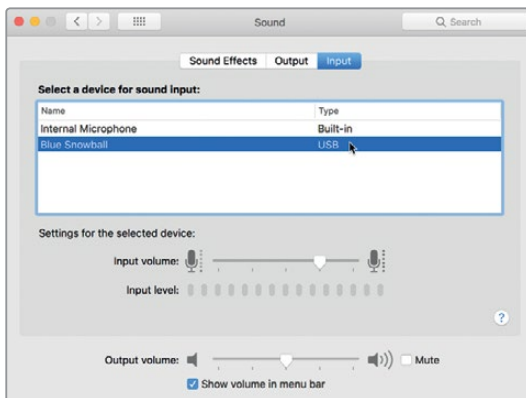 Sound
Search
Sound Effects Output Input
Select a device for sound input:
Name Type
Internal Microphone Built-in
Blue Snowball USB
Settings for the selected device:
Input volume:
Input level:
?
Output volume: Mute
Show volume in menu bar